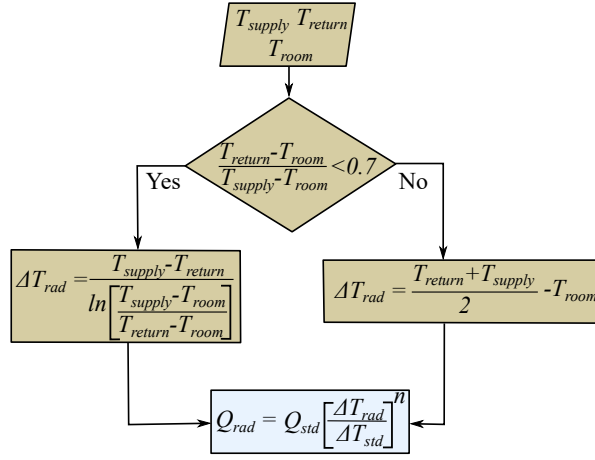 T_supply T_return
T_room
(T_return-T_room)/(T_supply-T_room) <0.7
Yes
No
ΔT_rad = (T_supply-T_return)/(ln[(T_supply-T_room)/(T_return-T_room)])
ΔT_rad = (T_return+T_supply)/2 -T_room
Q_rad = Q_std [ΔT_rad/ΔT_std]^n